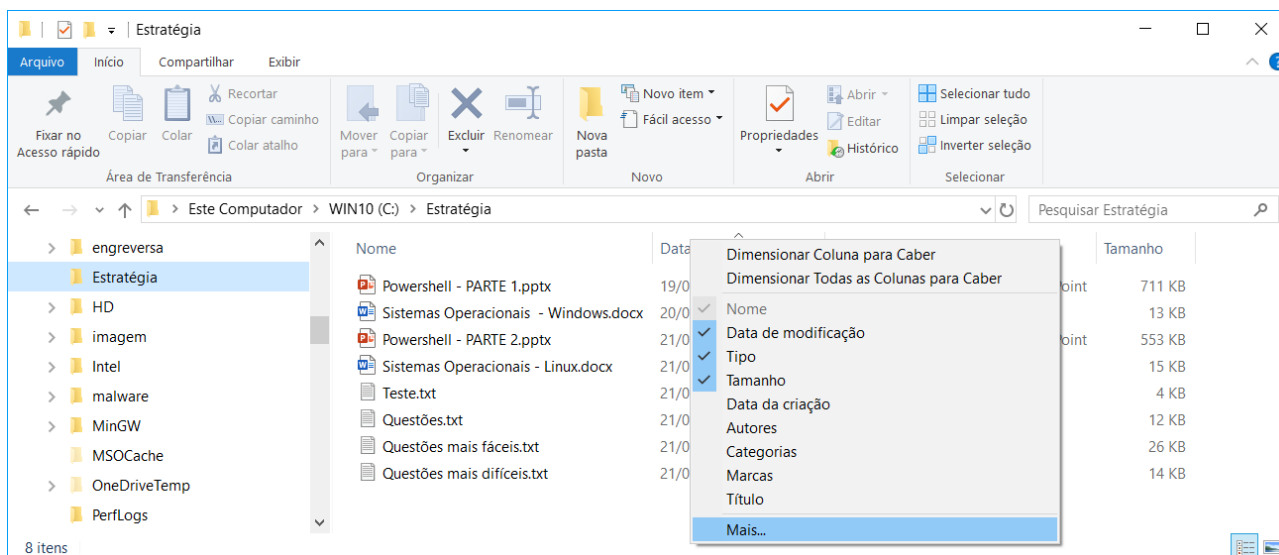 Estratégia
Arquivo Início Compartilhar Exibir
Fixar no Acesso rápido
Copiar
Colar
Recortar
Copiar caminho
Colar atalho
Mover para
Copiar para
Excluir
Renomear
Nova pasta
Novo item
Fácil acesso
Propriedades
Abrir
Editar
Histórico
Selecionar tudo
Limpar seleção
Inverter seleção
Área de Transferência Organizar Novo Abrir Selecionar
Este Computador > WIN10 (C:) > Estratégia
Pesquisar Estratégia
engreversa
Estratégia
HD
imagem
Intel
malware
MinGW
MSOCache
OneDriveTemp
PerfLogs
Nome Data Tamanho
Powershell - PARTE 1.pptx 19/0 oint 711 KB
Sistemas Operacionais - Windows.docx 20/0 13 KB
Powershell - PARTE 2.pptx 21/0 oint 553 KB
Sistemas Operacionais - Linux.docx 21/0 15 KB
Teste.txt 21/0 4 KB
Questões.txt 21/0 12 KB
Questões mais fáceis.txt 21/0 26 KB
Questões mais difíceis.txt 21/0 14 KB
Dimensionar Coluna para Caber
Dimensionar Todas as Colunas para Caber
Nome
Data de modificação
Tipo
Tamanho
Data da criação
Autores
Categorias
Marcas
Título
Mais...
8 itens